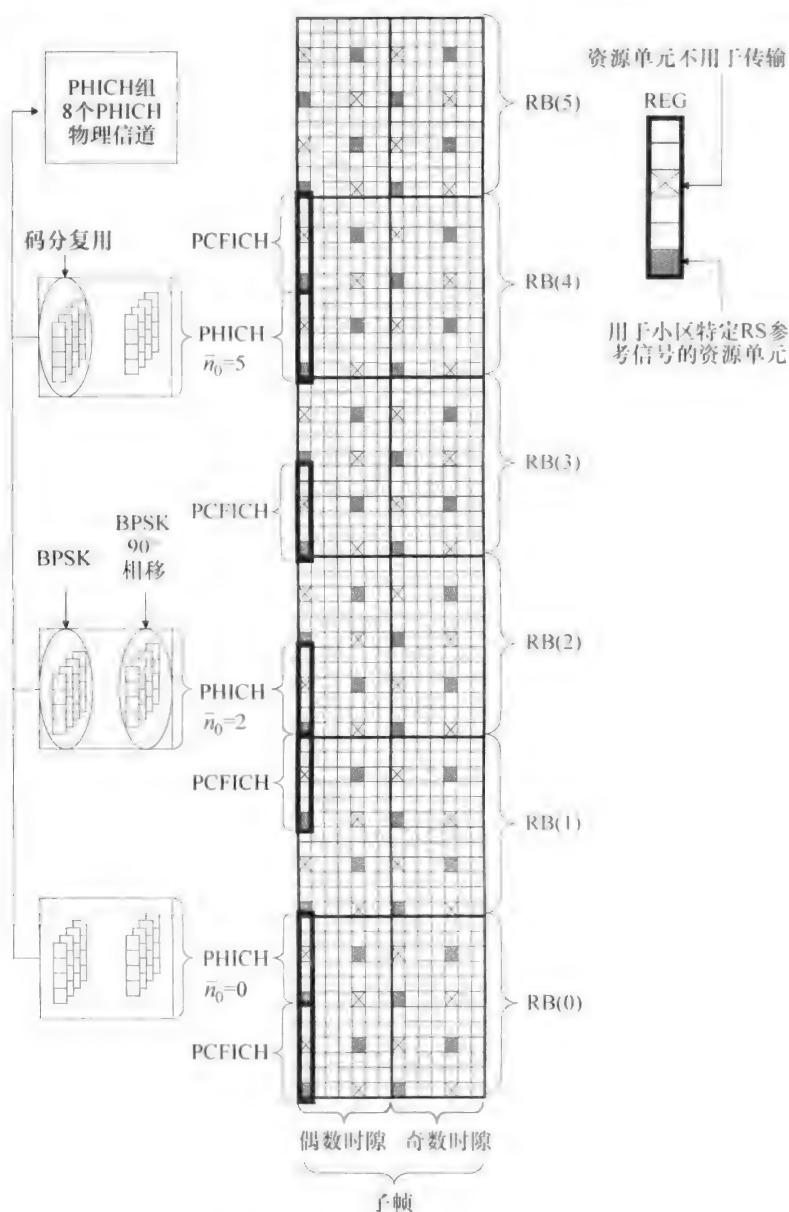 PHICH组
8个PHICH
物理信道
码分复用
PCFICH
PHICH
n̄₀=5
PCFICH
BPSK
BPSK
90°
相移
PHICH
n̄₀=2
PCFICH
PHICH
n̄₀=0
PCFICH
RB(5)
RB(4)
RB(3)
RB(2)
RB(1)
RB(0)
偶数时隙
奇数时隙
子帧
资源单元不用于传输
REG
用于小区特定RS参
考信号的资源单元